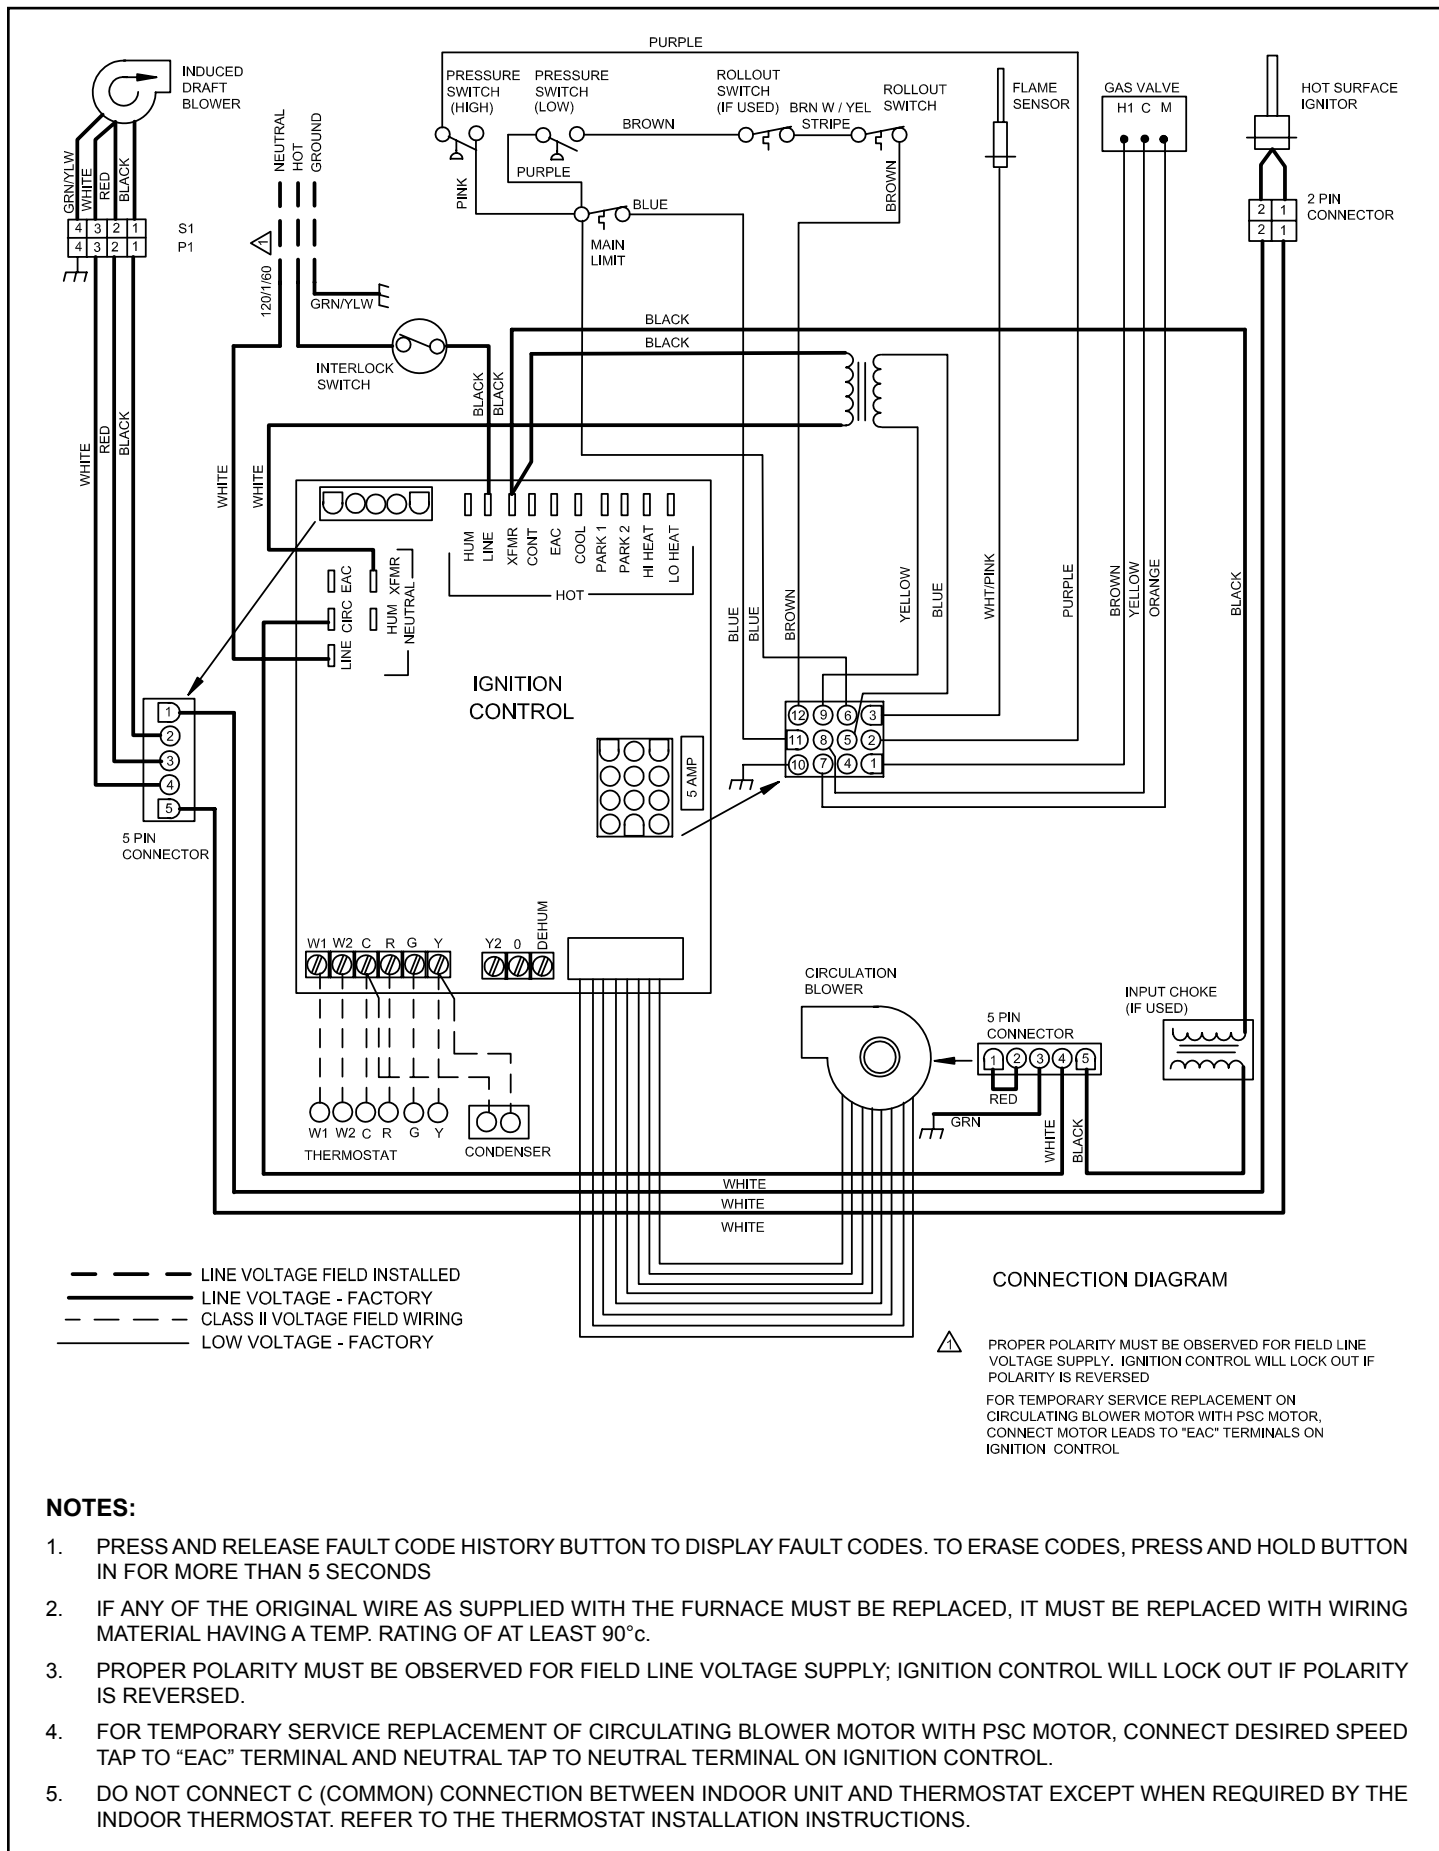 PURPLE
INDUCED
DRAFT
BLOWER
PRESSURE
SWITCH
(HIGH)
PRESSURE
SWITCH
(LOW)
ROLLOUT
SWITCH
(IF USED)
BRN W / YEL
STRIPE
ROLLOUT
SWITCH
FLAME
SENSOR
GAS VALVE
H1 C M
HOT SURFACE
IGNITOR
BROWN
PURPLE
PINK
BLUE
BROWN
MAIN
LIMIT
NEUTRAL
HOT
GROUND
GRN/YLW
WHITE
RED
BLACK
4 3 2 1
S1
4 3 2 1
P1
1
120/1/60
GRN/YLW
2 1
2 1
2 PIN
CONNECTOR
INTERLOCK
SWITCH
BLACK
BLACK
BLACK
BLACK
WHITE
RED
BLACK
WHITE
WHITE
HUM
LINE
XFMR
CONT
EAC
COOL
PARK 1
PARK 2
HI HEAT
LO HEAT
HOT
EAC
XFMR
CIRC
HUM
LINE
NEUTRAL
IGNITION
CONTROL
5 AMP
BLUE
BLUE
BROWN
YELLOW
BLUE
WHT/PINK
PURPLE
BROWN
YELLOW
ORANGE
BLACK
12 9 6 3
11 8 5 2
10 7 4 1
1
2
3
4
5
5 PIN
CONNECTOR
W1 W2 C R G Y
Y2 0 DEHUM
W1 W2 C R G Y
THERMOSTAT
CONDENSER
CIRCULATION
BLOWER
5 PIN
CONNECTOR
1 2 3 4 5
RED
GRN
WHITE
BLACK
INPUT CHOKE
(IF USED)
WHITE
WHITE
WHITE
LINE VOLTAGE FIELD INSTALLED
LINE VOLTAGE - FACTORY
CLASS II VOLTAGE FIELD WIRING
LOW VOLTAGE - FACTORY
CONNECTION DIAGRAM
1
PROPER POLARITY MUST BE OBSERVED FOR FIELD LINE
VOLTAGE SUPPLY. IGNITION CONTROL WILL LOCK OUT IF
POLARITY IS REVERSED
FOR TEMPORARY SERVICE REPLACEMENT ON
CIRCULATING BLOWER MOTOR WITH PSC MOTOR,
CONNECT MOTOR LEADS TO "EAC" TERMINALS ON
IGNITION CONTROL
NOTES:
1. PRESS AND RELEASE FAULT CODE HISTORY BUTTON TO DISPLAY FAULT CODES. TO ERASE CODES, PRESS AND HOLD BUTTON
IN FOR MORE THAN 5 SECONDS
2. IF ANY OF THE ORIGINAL WIRE AS SUPPLIED WITH THE FURNACE MUST BE REPLACED, IT MUST BE REPLACED WITH WIRING
MATERIAL HAVING A TEMP. RATING OF AT LEAST 90°c.
3. PROPER POLARITY MUST BE OBSERVED FOR FIELD LINE VOLTAGE SUPPLY; IGNITION CONTROL WILL LOCK OUT IF POLARITY
IS REVERSED.
4. FOR TEMPORARY SERVICE REPLACEMENT OF CIRCULATING BLOWER MOTOR WITH PSC MOTOR, CONNECT DESIRED SPEED
TAP TO “EAC” TERMINAL AND NEUTRAL TAP TO NEUTRAL TERMINAL ON IGNITION CONTROL.
5. DO NOT CONNECT C (COMMON) CONNECTION BETWEEN INDOOR UNIT AND THERMOSTAT EXCEPT WHEN REQUIRED BY THE
INDOOR THERMOSTAT. REFER TO THE THERMOSTAT INSTALLATION INSTRUCTIONS.